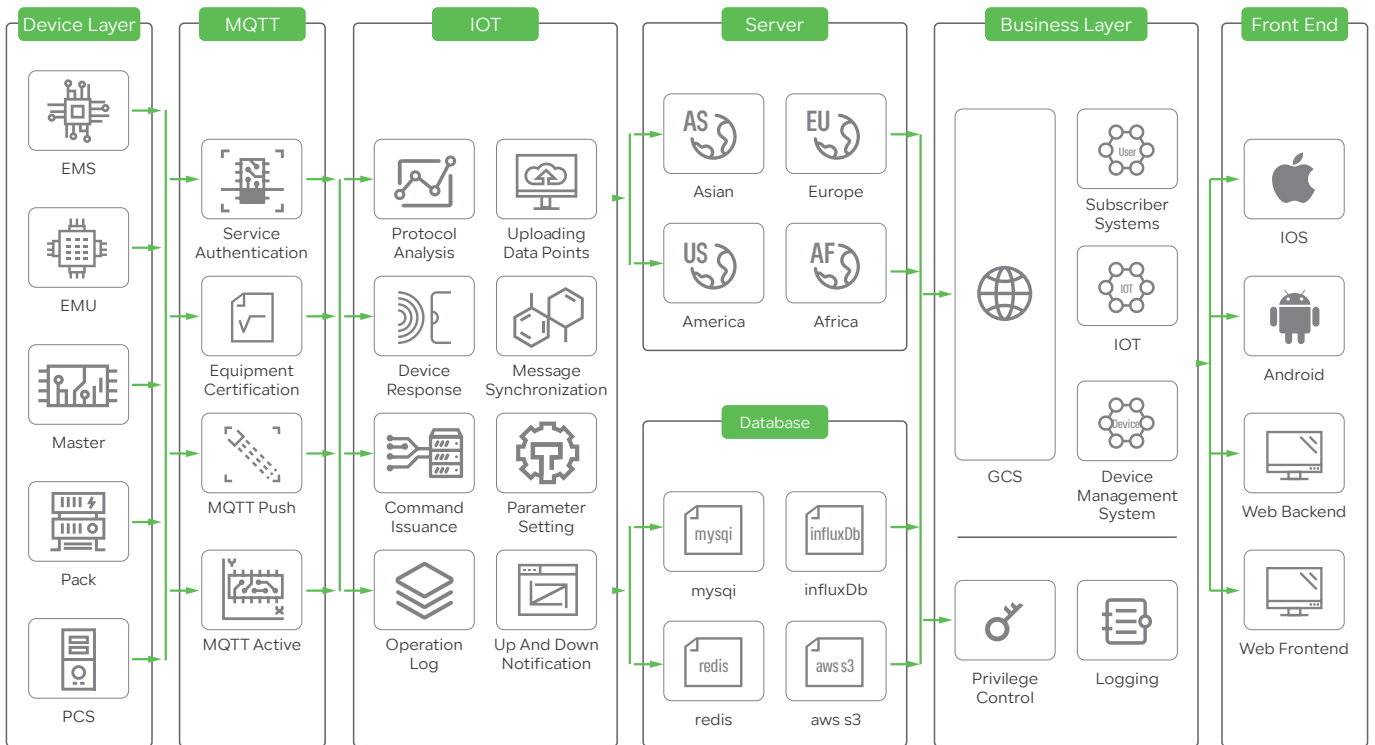 Device Layer
MQTT
IOT
Server
Business Layer
Front End
EMS
EMU
Master
Pack
PCS
Service
Authentication
Equipment
Certification
MQTT Push
Y
X
MQTT Active
Protocol
Analysis
Uploading
Data Points
Device
Response
Message
Synchronization
Command
Issuance
Parameter
Setting
Operation
Log
Up And Down
Notification
AS
Asian
EU
Europe
US
America
AF
Africa
Database
mysqi
mysqi
influxDb
influxDb
redis
redis
aws s3
aws s3
GCS
User
Subscriber
Systems
IOT
IOT
Device
Device
Management
System
Privilege
Control
Logging
IOS
Android
Web Backend
Web Frontend